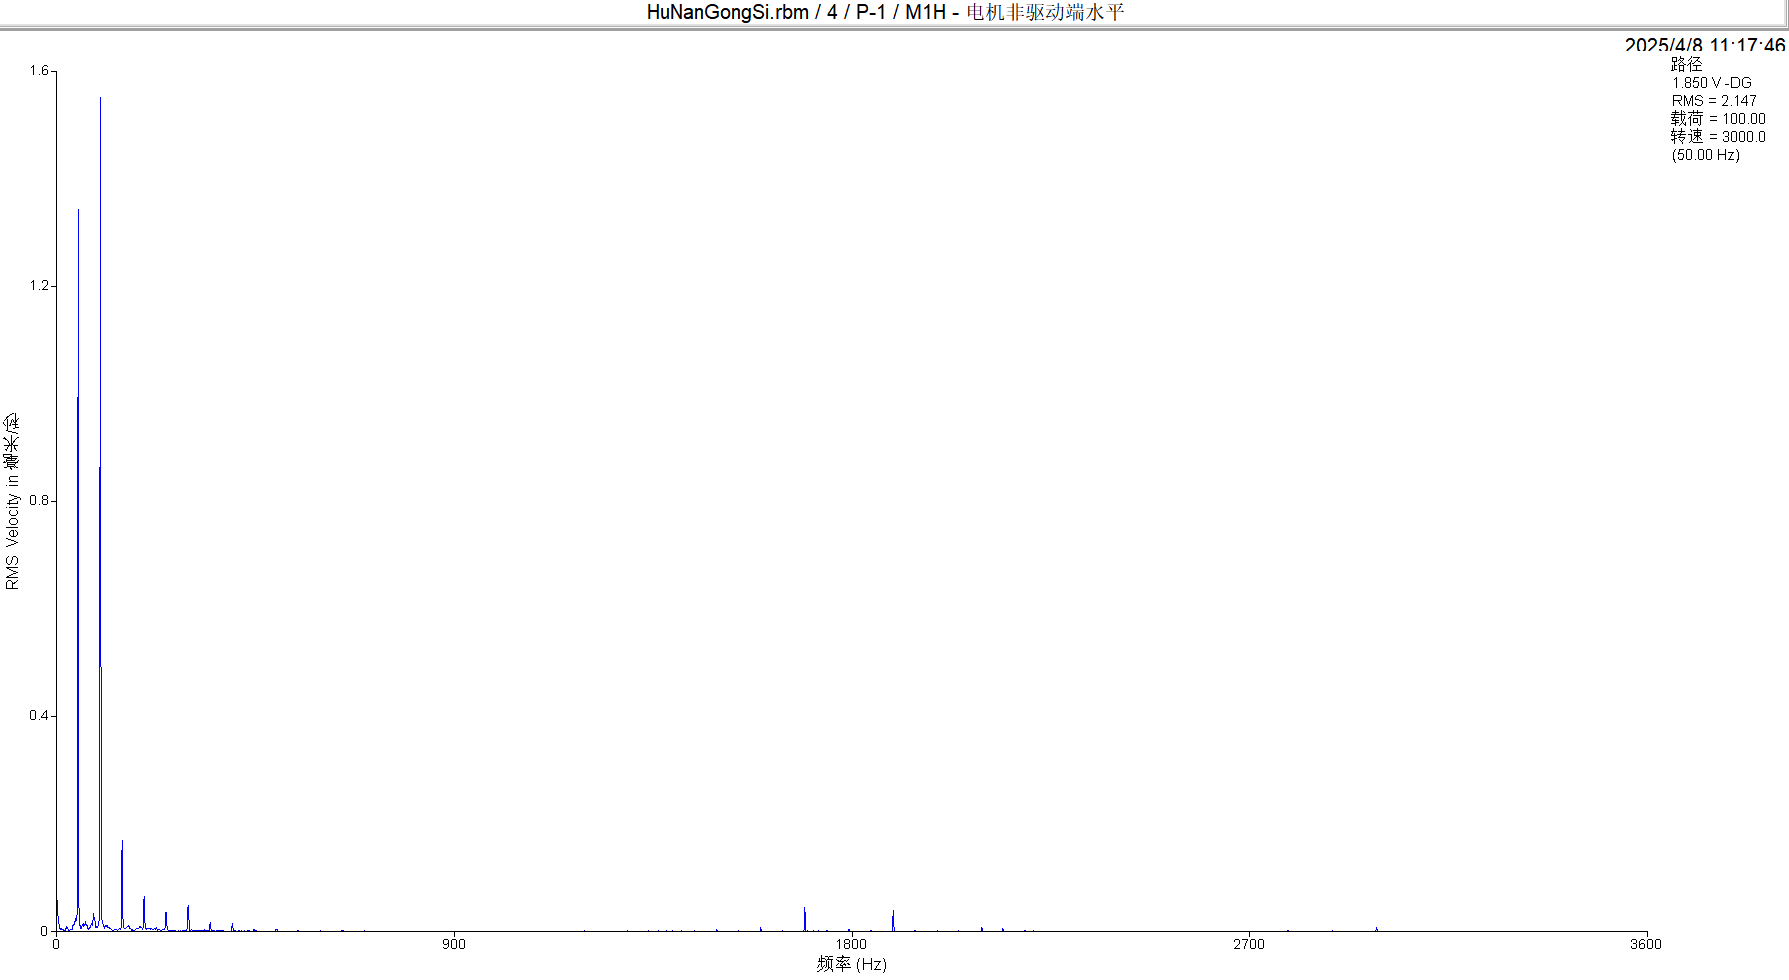 HuNanGongSi.rbm / 4 / P-1 / M1H - 电机非驱动端水平
2025/4/8 11:17:46
路径
1.850 V -DG
RMS = 2.147
载荷 = 100.00
转速 = 3000.0
(50.00 Hz)
1.6
1.2
0.8
0.4
0
RMS Velocity in 毫米/秒
0
900
1800
2700
3600
频率 (Hz)